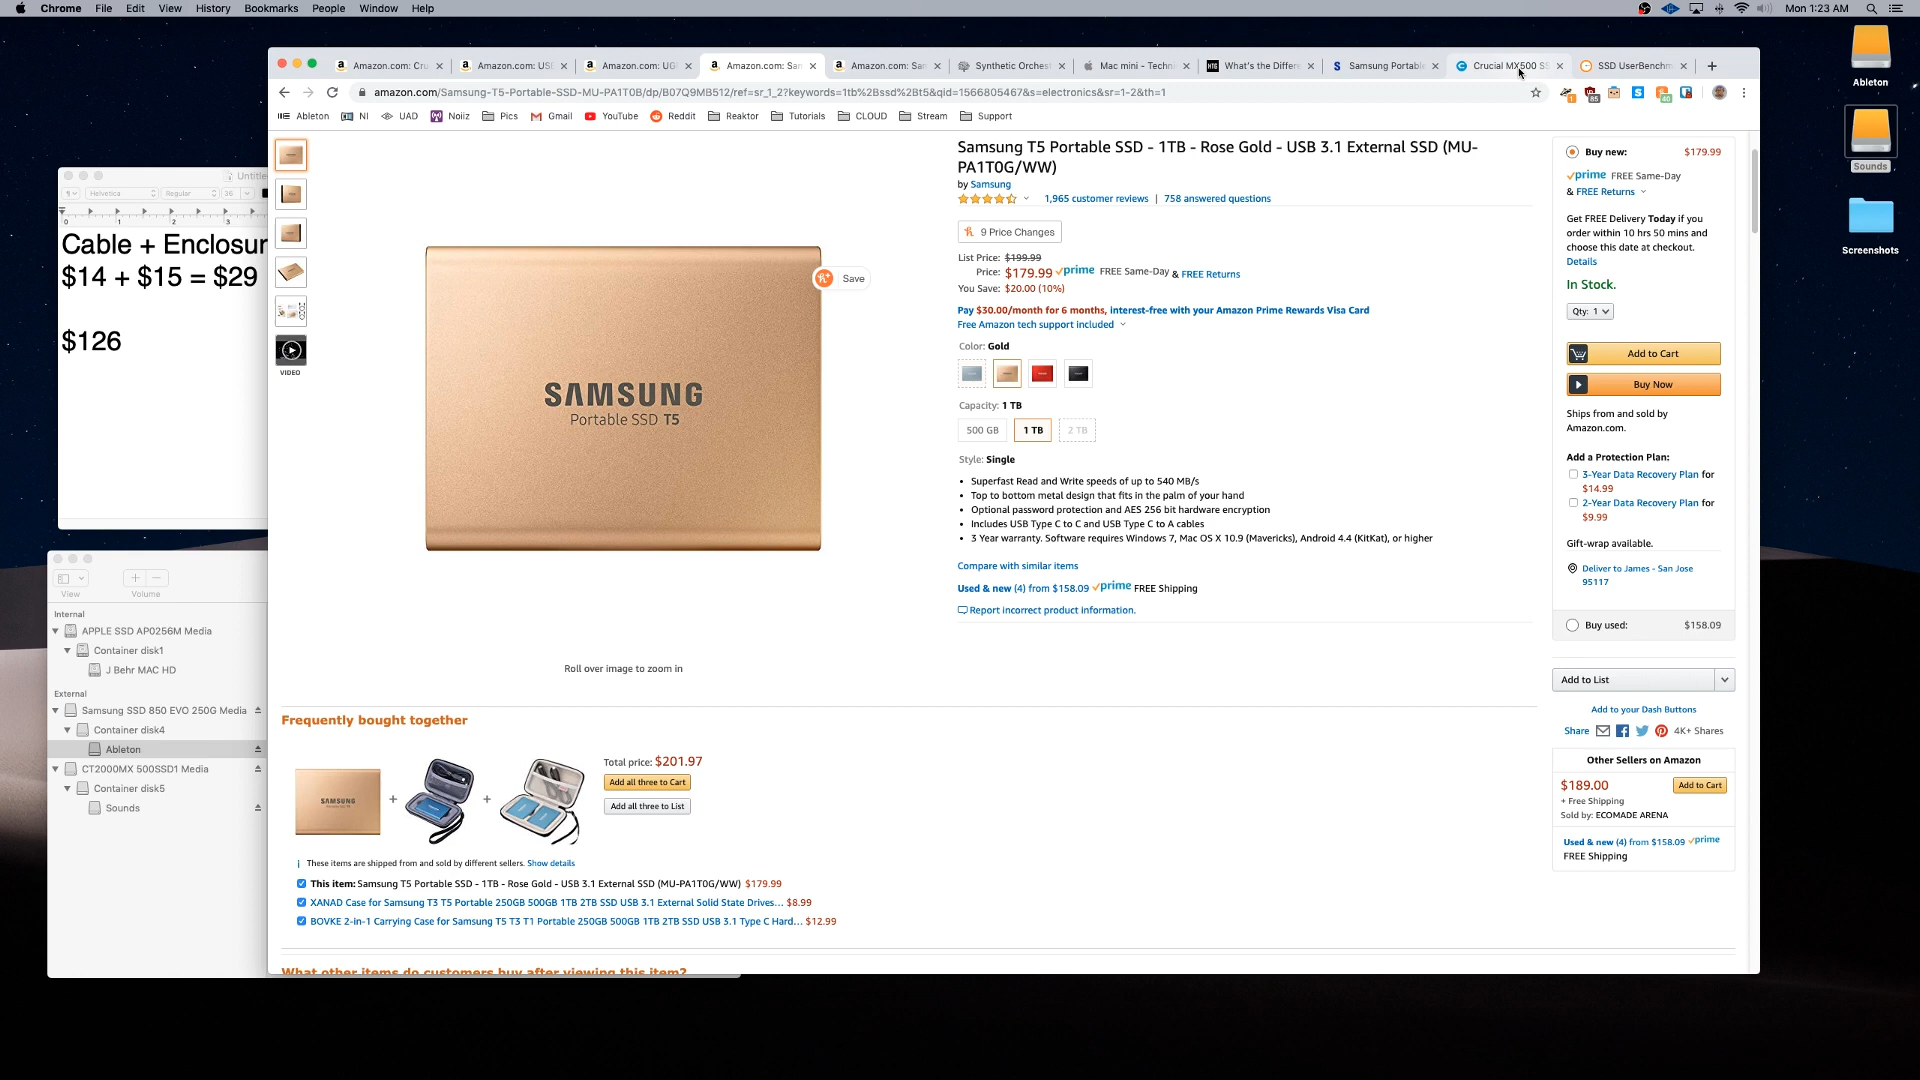 Chrome File Edit View History Bookmarks People Window Help
Mon 1:23 AM
Ableton
Sounds
Screenshots
Amazon.com: Cru
Amazon.com: USB
Amazon.com: UGR
Amazon.com: Sam
Amazon.com: Sam
Synthetic Orchest
Mac mini - Techni
What's the Differe
Samsung Portable
Crucial MX500 SS
SSD UserBenchm
amazon.com/Samsung-T5-Portable-SSD-MU-PA1T0B/dp/B07Q9MB512/ref=sr_1_2?keywords=1tb%2Bssd%2Bt5&qid=1566805467&s=electronics&sr=1-2&th=1
Ableton NI UAD Noiiz Pics Gmail YouTube Reddit Reaktor Tutorials CLOUD Stream Support
Untitle
Helvetica Regular 36
0 1 2 3
Cable + Enclosur
$14 + $15 = $29
$126
View Volume
Internal
APPLE SSD AP0256M Media
Container disk1
J Behr MAC HD
External
Samsung SSD 850 EVO 250G Media
Container disk4
Ableton
CT2000MX 500SSD1 Media
Container disk5
Sounds
VIDEO
SAMSUNG
Portable SSD T5
Save
Roll over image to zoom in
Samsung T5 Portable SSD - 1TB - Rose Gold - USB 3.1 External SSD (MU-
PA1T0G/WW)
by Samsung
1,965 customer reviews | 758 answered questions
9 Price Changes
List Price: $199.99
Price: $179.99 prime FREE Same-Day & FREE Returns
You Save: $20.00 (10%)
Pay $30.00/month for 6 months, interest-free with your Amazon Prime Rewards Visa Card
Free Amazon tech support included
Color: Gold
Capacity: 1 TB
500 GB 1 TB 2 TB
Style: Single
• Superfast Read and Write speeds of up to 540 MB/s
• Top to bottom metal design that fits in the palm of your hand
• Optional password protection and AES 256 bit hardware encryption
• Includes USB Type C to C and USB Type C to A cables
• 3 Year warranty. Software requires Windows 7, Mac OS X 10.9 (Mavericks), Android 4.4 (KitKat), or higher
Compare with similar items
Used & new (4) from $158.09 prime FREE Shipping
Report incorrect product information.
Buy new: $179.99
prime FREE Same-Day
& FREE Returns
Get FREE Delivery Today if you
order within 10 hrs 50 mins and
choose this date at checkout.
Details
In Stock.
Qty: 1
Add to Cart
Buy Now
Ships from and sold by
Amazon.com.
Add a Protection Plan:
3-Year Data Recovery Plan for
$14.99
2-Year Data Recovery Plan for
$9.99
Gift-wrap available.
Deliver to James - San Jose
95117
Buy used: $158.09
Add to List
Add to your Dash Buttons
Share 4K+ Shares
Other Sellers on Amazon
$189.00 Add to Cart
+ Free Shipping
Sold by: ECOMADE ARENA
Used & new (4) from $158.09 prime
FREE Shipping
Frequently bought together
SAMSUNG
+ +
Total price: $201.97
Add all three to Cart
Add all three to List
i These items are shipped from and sold by different sellers. Show details
This item: Samsung T5 Portable SSD - 1TB - Rose Gold - USB 3.1 External SSD (MU-PA1T0G/WW) $179.99
XANAD Case for Samsung T3 T5 Portable 250GB 500GB 1TB 2TB SSD USB 3.1 External Solid State Drives... $8.99
BOVKE 2-in-1 Carrying Case for Samsung T5 T3 T1 Portable 250GB 500GB 1TB 2TB SSD USB 3.1 Type C Hard... $12.99
What other items do customers buy after viewing this item?